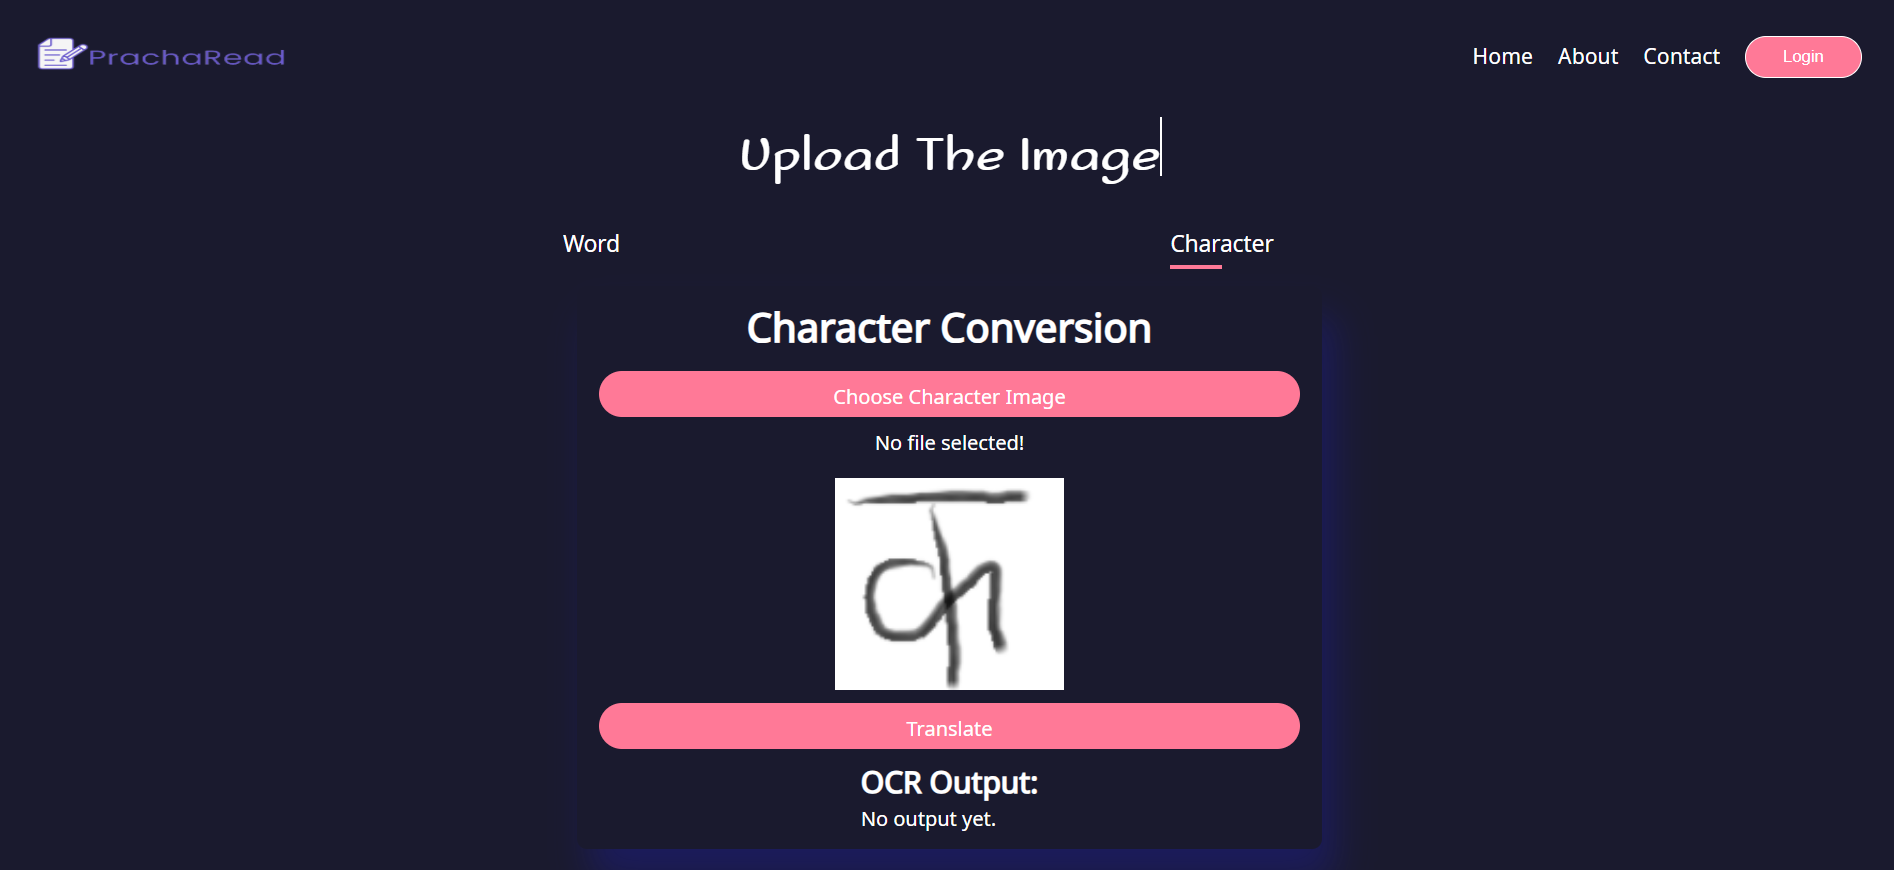 PrachaRead
Home About Contact Login
Upload The Image
Word Character
Character Conversion
Choose Character Image
No file selected!
क
Translate
OCR Output:
No output yet.